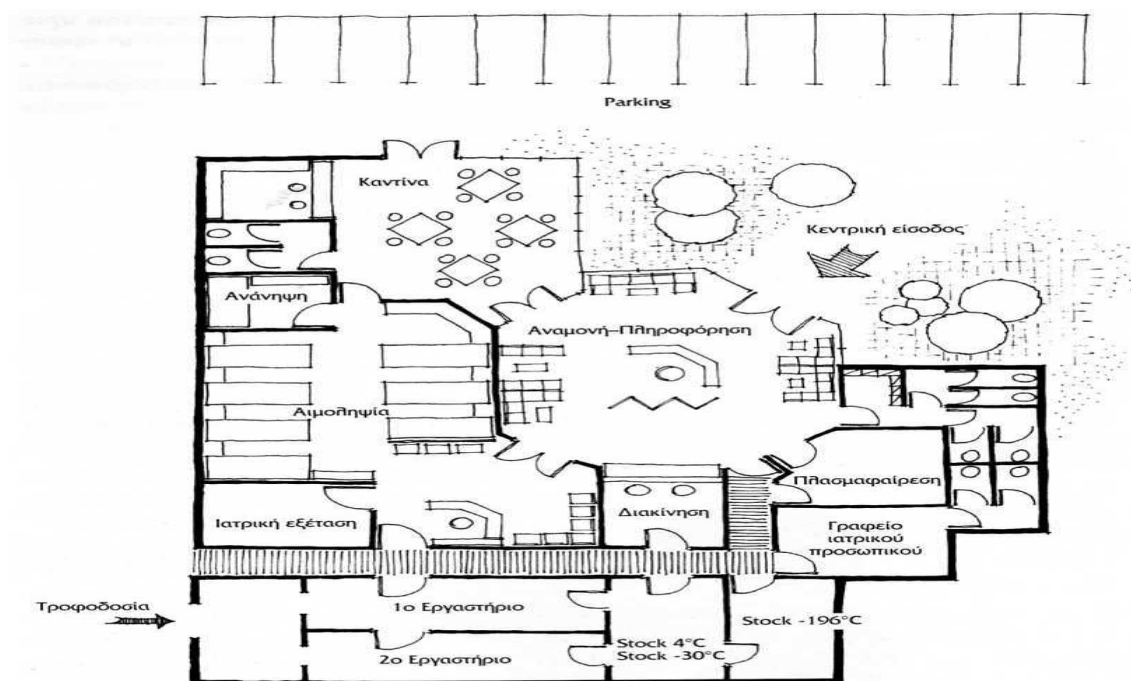 Parking
Καντίνα
Κεντρική είσοδος
Ανάνηψη
Αναμονή–Πληροφόρηση
Αιμοληψία
Πλασμαφαίρεση
Ιατρική εξέταση
Διακίνηση
Γραφείο
ιατρικού
προσωπικού
Τροφοδοσία
1ο Εργαστήριο
Stock -196°C
Stock 4°C
Stock -30°C
2ο Εργαστήριο